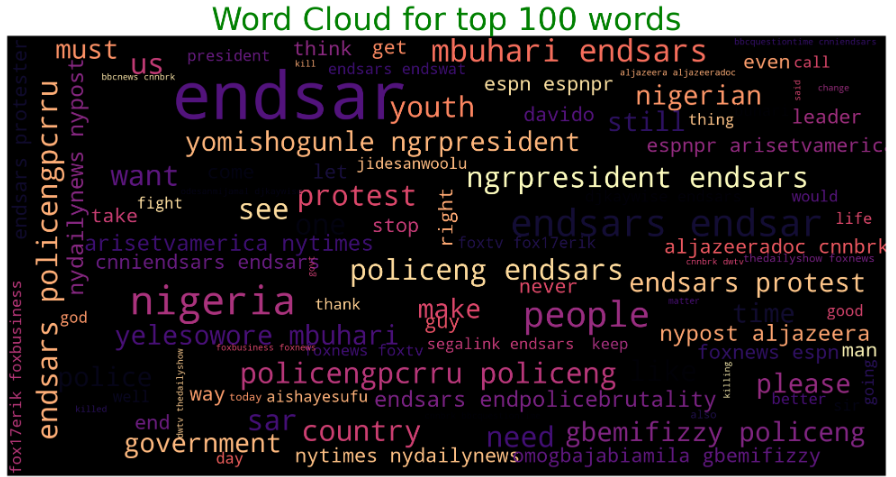 Word Cloud for top 100 words
endsars protester
must
us
president
think
get
mbuhari endsars
bbcquestiontime cnniendsars
bbcnews cnnbrk
kill
endsars endswat
aljazeera aljazeeradoc
even
call
endsar
youth
espn espnpr
nigerian
said
change
davido
still
thing
leader
endsars policengpcrru
nydailynews nypost
yomishogunle ngrpresident
espnpr arisetvamerica
want
come
let
jidesanwoolu
ngrpresident endsars
take
fight
see
protest
right
would
one
stop
endsars endsar
life
arisetvamerica nytimes
foxtv fox17erik
aljazeeradoc cnnbrk
cnniendsars endsars
guys
policeng endsars
cnnbrk dwtv
thedailyshow foxnews
never
endsars protest
nigeria
thank
make
people
matter
time
good
god
guy
yelesowore mbuhari
nypost aljazeera
fox17erik foxbusiness
foxbusiness foxnews
foxnews foxtv
segalink endsars
keep
foxnews espn
man
police
policengpcrru policeng
going
dwtv thedailyshow
killing
please
well
way
today
aishayesufu
endsars endpolicebrutality
better
killed
end
sar
also
country
need
gbemifizzy policeng
government
day
nytimes nydailynews
omogbajabiamila gbemifizzy